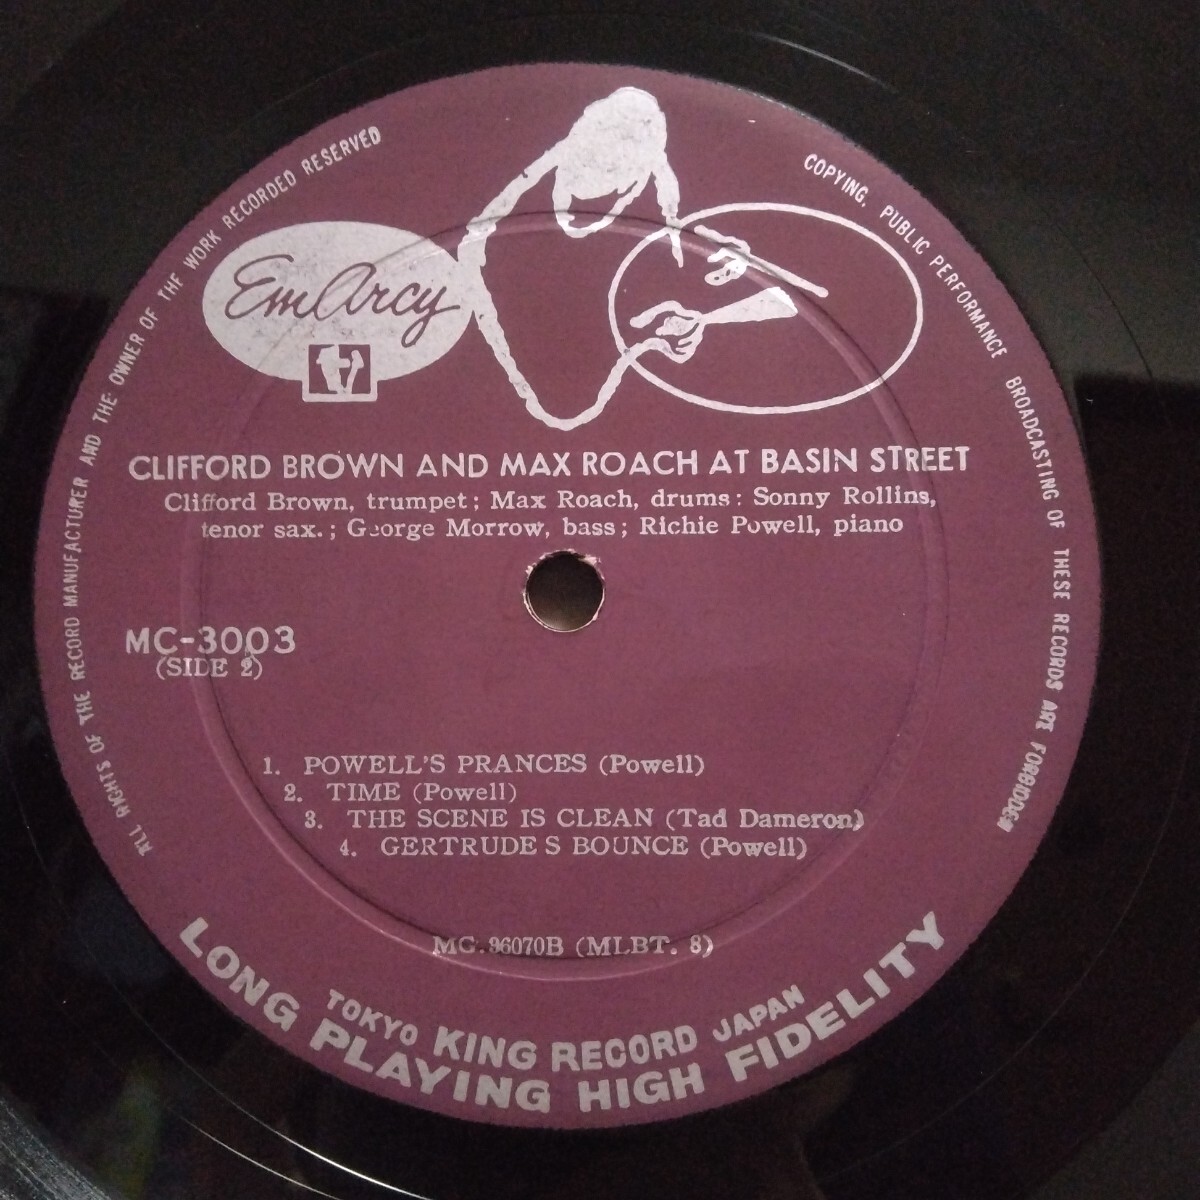 ALL RIGHTS OF THE RECORD MANUFACTURER AND THE OWNER OF THE WORK RECORDED RESERVED
COPYING, PUBLIC PERFORMANCE BROADCASTING OF THESE RECORDS ARE FORBIDDEN
EmArcy
CLIFFORD BROWN AND MAX ROACH AT BASIN STREET
Clifford Brown, trumpet; Max Roach, drums: Sonny Rollins,
tenor sax.; George Morrow, bass; Richie Powell, piano
MC-3003
(SIDE 2)
1. POWELL'S PRANCES (Powell)
2. TIME (Powell)
3. THE SCENE IS CLEAN (Tad Dameron)
4. GERTRUDE S BOUNCE (Powell)
MG.36070B (MLBT. 8)
TOKYO KING RECORD JAPAN
LONG PLAYING HIGH FIDELITY